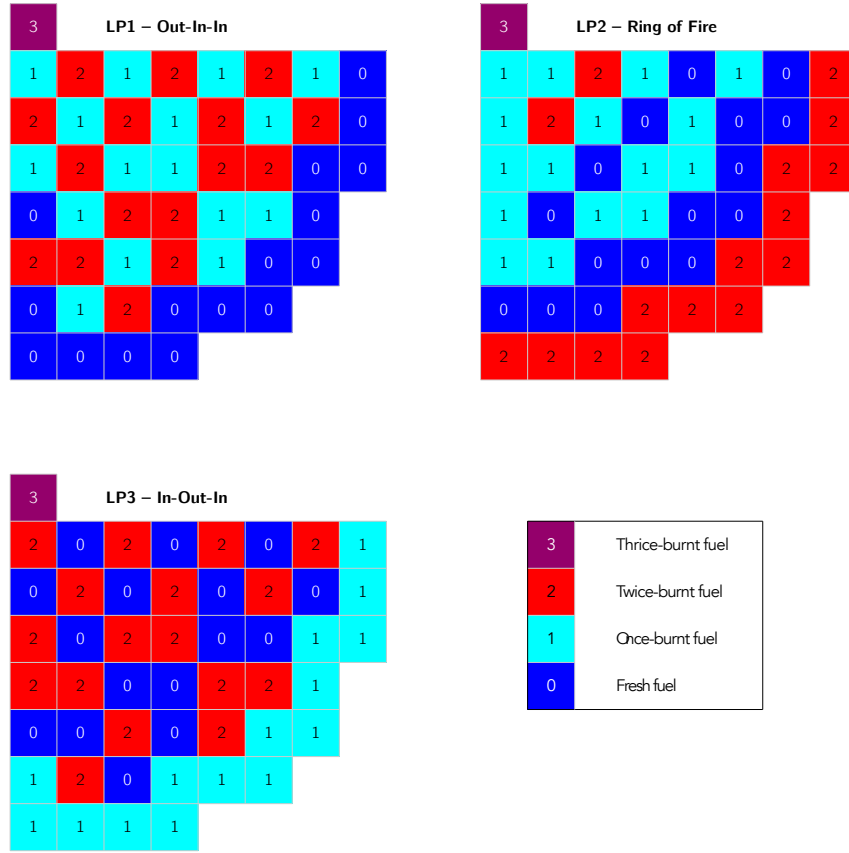 3 LP1 – Out-In-In
1 2 1 2 1 2 1 0
2 1 2 1 2 1 2 0
1 2 1 1 2 2 0 0
0 1 2 2 1 1 0
2 2 1 2 1 0 0
0 1 2 0 0 0
0 0 0 0
3 LP2 – Ring of Fire
1 1 2 1 0 1 0 2
1 2 1 0 1 0 0 2
1 1 0 1 1 0 2 2
1 0 1 1 0 0 2
1 1 0 0 0 2 2
0 0 0 2 2 2
2 2 2 2
3 LP3 – In-Out-In
2 0 2 0 2 0 2 1
0 2 0 2 0 2 0 1
2 0 2 2 0 0 1 1
2 2 0 0 2 2 1
0 0 2 0 2 1 1
1 2 0 1 1 1
1 1 1 1
3 Thrice-burnt fuel
2 Twice-burnt fuel
1 Once-burnt fuel
0 Fresh fuel